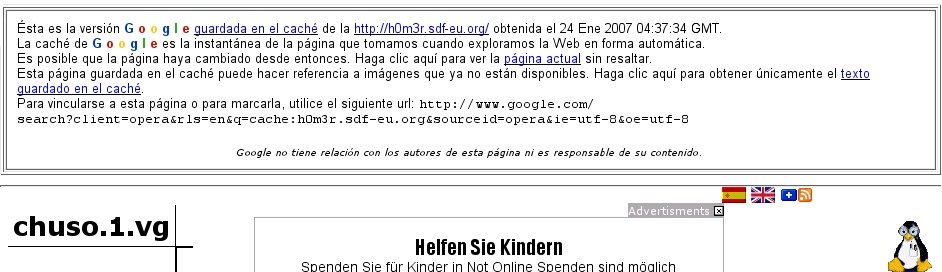 Ésta es la versión Google guardada en el caché de la http://h0m3r.sdf-eu.org/ obtenida el 24 Ene 2007 04:37:34 GMT.
La caché de Google es la instantánea de la página que tomamos cuando exploramos la Web en forma automática.
Es posible que la página haya cambiado desde entonces. Haga clic aquí para ver la página actual sin resaltar.
Esta página guardada en el caché puede hacer referencia a imágenes que ya no están disponibles. Haga clic aquí para obtener únicamente el texto
guardado en el caché.
Para vincularse a esta página o para marcarla, utilice el siguiente url: http://www.google.com/
search?client=opera&rls=en&q=cache:h0m3r.sdf-eu.org&sourceid=opera&ie=utf-8&oe=utf-8
Google no tiene relación con los autores de esta página ni es responsable de su contenido.
Advertisments
chuso.1.vg
Helfen Sie Kindern
Spenden Sie für Kinder in Not Online Spenden sind möglich